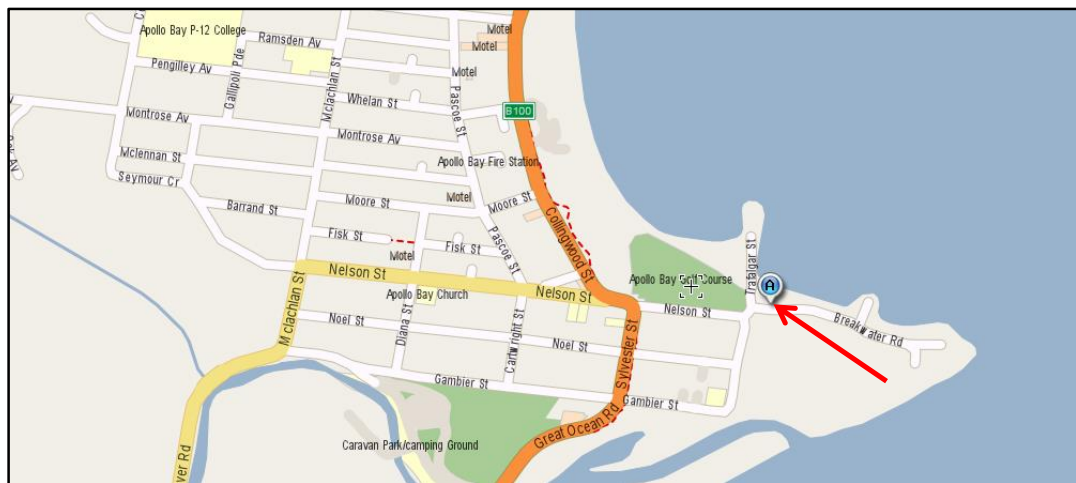 Apollo Bay P-12 College
Motel
Ramsden Av
Motel
Pengilley Av
Gallipoli Pde
Mclachlan St
Motel
Whelan St
Pascoe St
B100
Montrose Av
Montrose Av
Mclennan St
Apollo Bay Fire Station
Seymour Cr
Motel
Barrand St
Moore St
Moore St
Collingwood St
Fisk St
Fisk St
Pascoe St
Motel
Trafalgar St
Nelson St
Apollo Bay Golf Course
A
Apollo Bay Church
Nelson St
Nelson St
Breakwater Rd
Mclachlan St
Noel St
Diana St
Cartwright St
Noel St
Sylvester St
Gambier St
Gambier St
Great Ocean Rd
Caravan Park/camping Ground